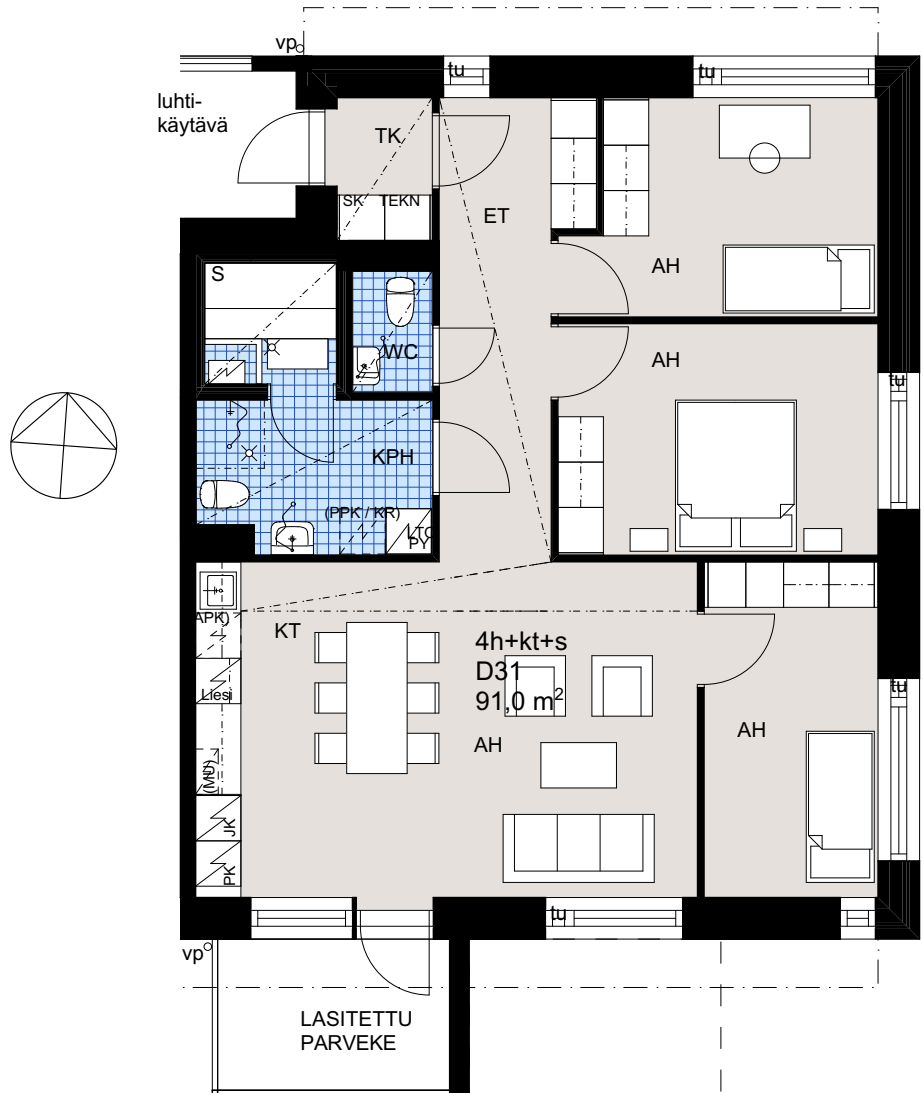 vp
tu
tu
luhti-
käytävä
TK
SK TEKN
ET
AH
S
WC
AH
tu
KPH
(PPK / KR)
LTO
PY
APK)
KT
4h+kt+s
D31
91,0 m²
Liesi
AH
AH
tu
(MU)
JK
PK
tu
vp
LASITETTU
PARVEKE